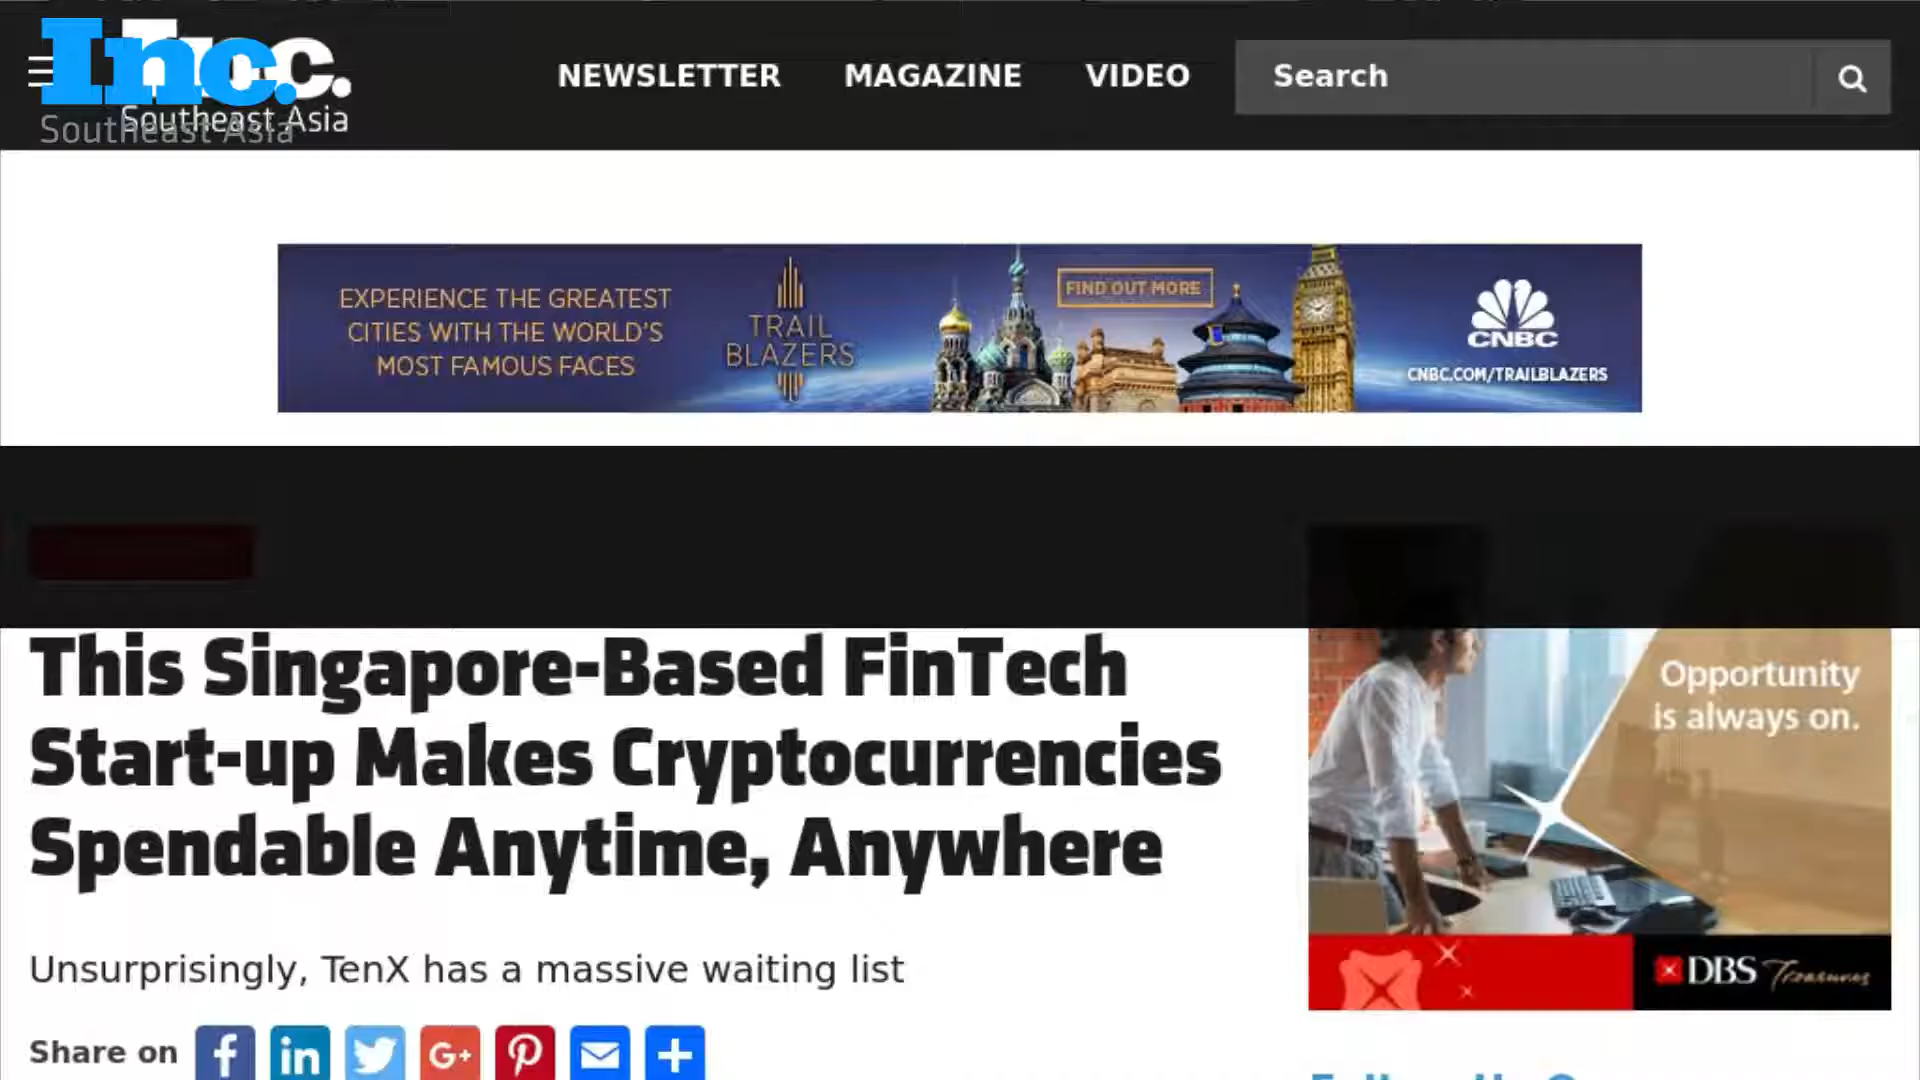 Inc.
Southeast Asia
Inc.
Southeast Asia
NEWSLETTER
MAGAZINE
VIDEO
Search
EXPERIENCE THE GREATEST
CITIES WITH THE WORLD'S
MOST FAMOUS FACES
TRAIL
BLAZERS
FIND OUT MORE
CNBC
CNBC.COM/TRAILBLAZERS
This Singapore-Based FinTech
Start-up Makes Cryptocurrencies
Spendable Anytime, Anywhere
Unsurprisingly, TenX has a massive waiting list
Share on
f
in
G+
Opportunity
is always on.
DBS Treasures